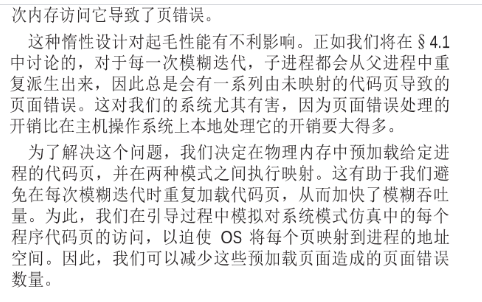 次内存访问它导致了页错误。
这种惰性设计对起毛性能有不利影响。正如我们将在 § 4.1
中讨论的，对于每一次模糊迭代，子进程都会从父进程中重
复派生出来，因此总是会有一系列由未映射的代码页导致的
页面错误。这对我们的系统尤其有害，因为页面错误处理的
开销比在主机操作系统上本地处理它的开销要大得多。
为了解决这个问题，我们决定在物理内存中预加载给定进
程的代码页，并在两种模式之间执行映射。这有助于我们避
免在每次模糊迭代时重复加载代码页，从而加快了模糊吞吐
量。为此，我们在引导过程中模拟对系统模式仿真中的每个
程序代码页的访问，以迫使 OS 将每个页映射到进程的地址
空间。因此，我们可以减少这些预加载页面造成的页面错误
数量。